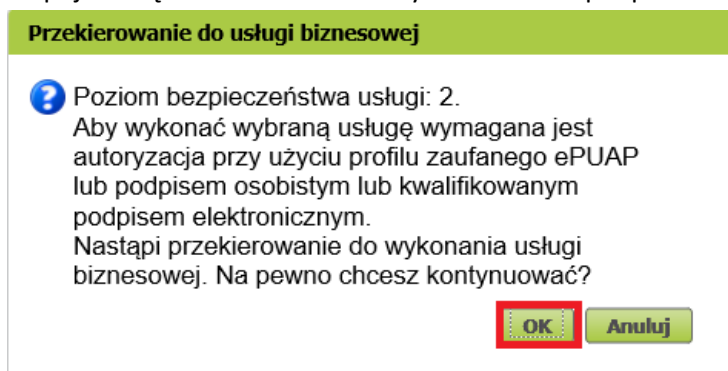 Przekierowanie do usługi biznesowej
Poziom bezpieczeństwa usługi: 2.
Aby wykonać wybraną usługę wymagana jest
autoryzacja przy użyciu profilu zaufanego ePUAP
lub podpisem osobistym lub kwalifikowanym
podpisem elektronicznym.
Nastąpi przekierowanie do wykonania usługi
biznesowej. Na pewno chcesz kontynuować?
OK Anuluj